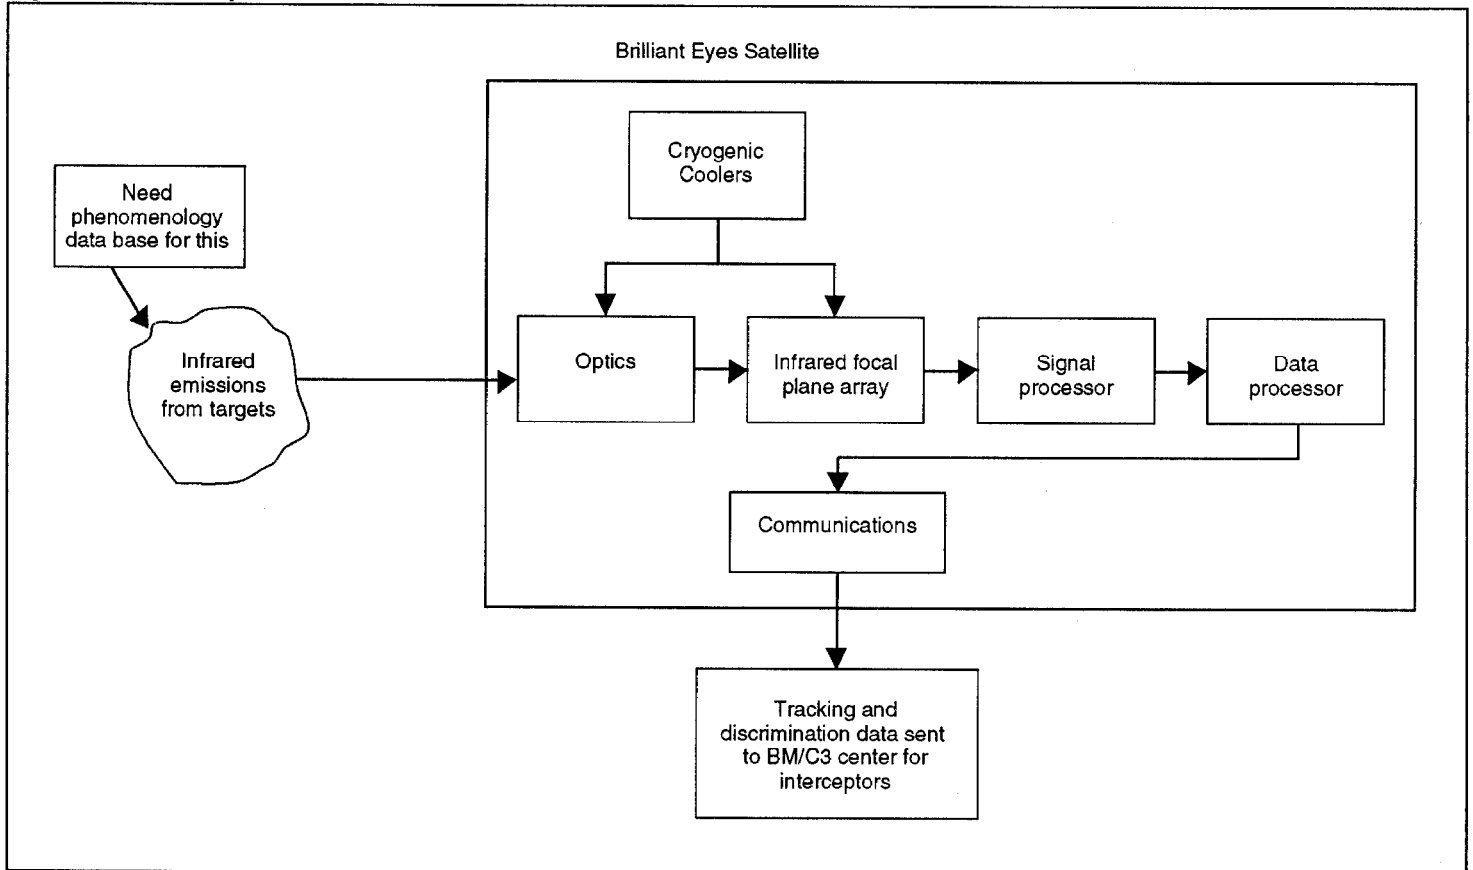 Brilliant Eyes Satellite
Cryogenic
Coolers
Need
phenomenology
data base for this
Infrared
emissions
from targets
Optics
Infrared focal
plane array
Signal
processor
Data
processor
Communications
Tracking and
discrimination data sent
to BM/C3 center for
interceptors